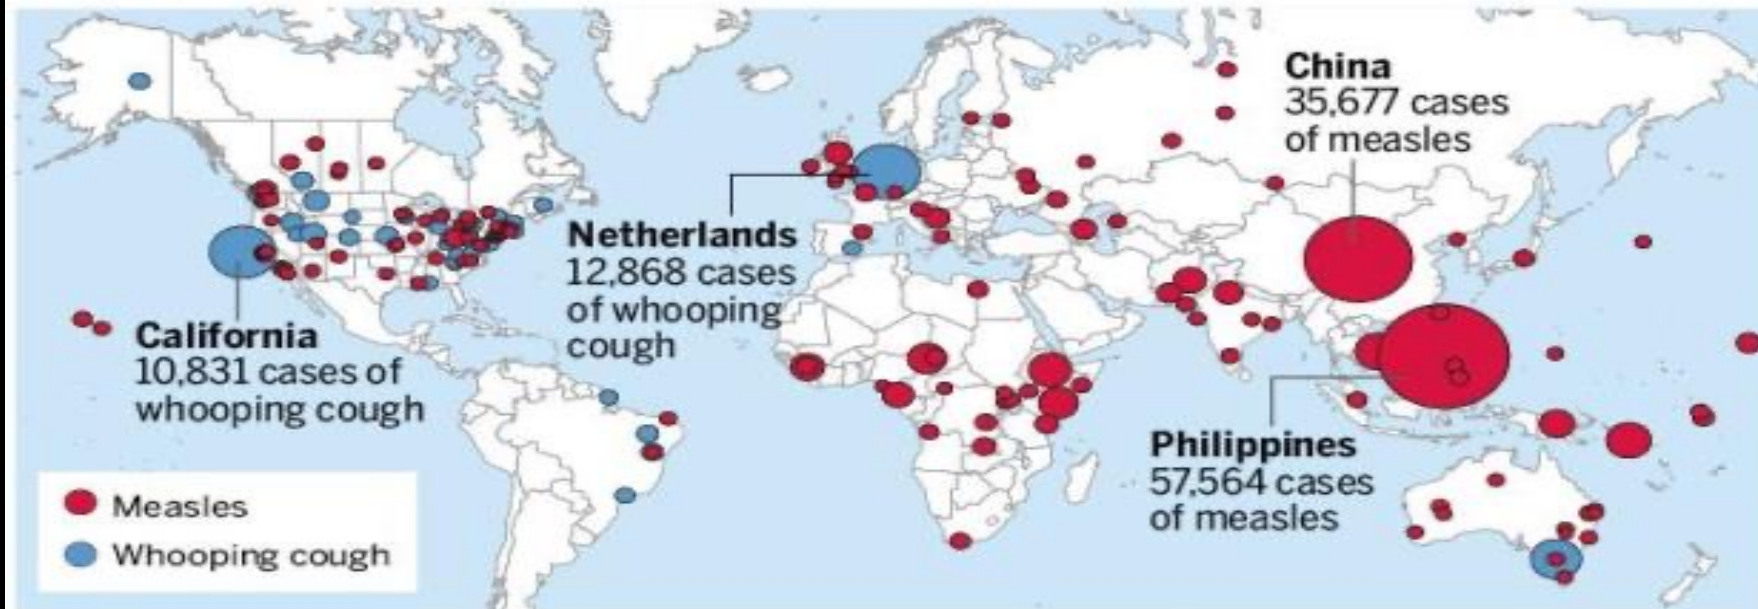 China
35,677 cases
of measles
Netherlands
12,868 cases
of whooping
cough
California
10,831 cases of
whooping cough
Philippines
57,564 cases
of measles
Measles
Whooping cough